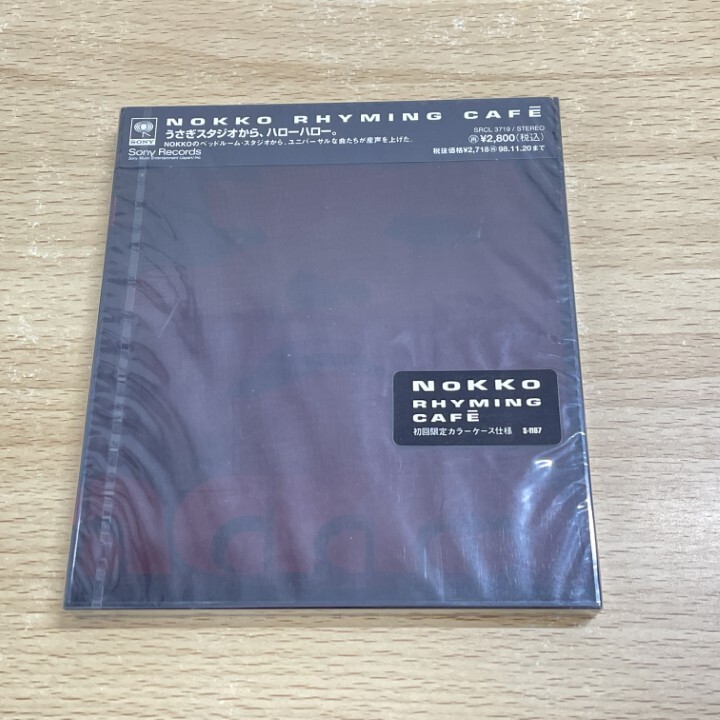 NOKKO RHYMING CAFĒ
うさぎスタジオから、ハローハロー。
NOKKOのベッドルーム・スタジオから、ユニバーサルな曲たちが産声を上げた。
SONY
Sony Records
Sony Music Entertainment (Japan) Inc.
SRCL 3719 / STEREO
¥2,800(税込)
税抜価格¥2,718 98.11.20まで
NOKKO
RHYMING
CAFĒ
初回限定カラーケース仕様 S-1187